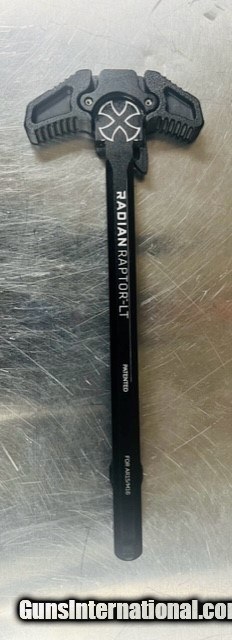 RADIAN RAPTOR-LT
PATENTED
FOR AR15/M16
GunsInternational.com